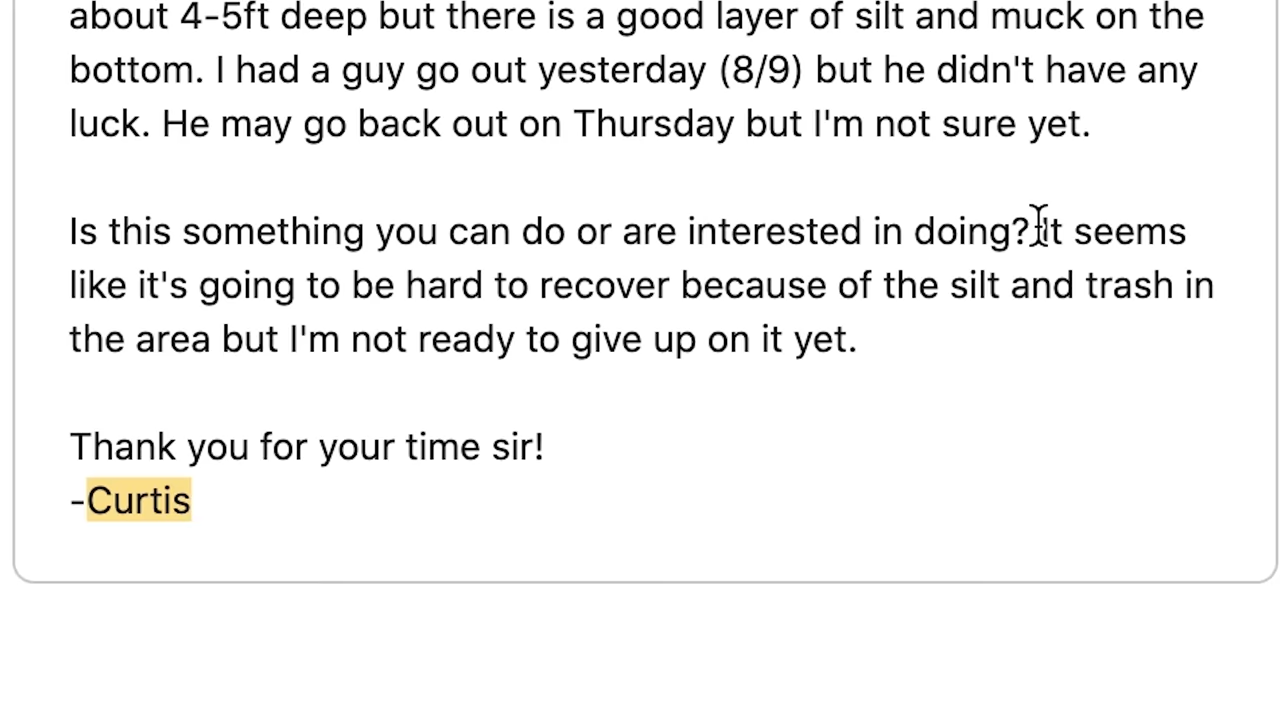 about 4-5ft deep but there is a good layer of silt and muck on the
bottom. I had a guy go out yesterday (8/9) but he didn't have any
luck. He may go back out on Thursday but I'm not sure yet.
Is this something you can do or are interested in doing? It seems
like it's going to be hard to recover because of the silt and trash in
the area but I'm not ready to give up on it yet.
Thank you for your time sir!
-Curtis